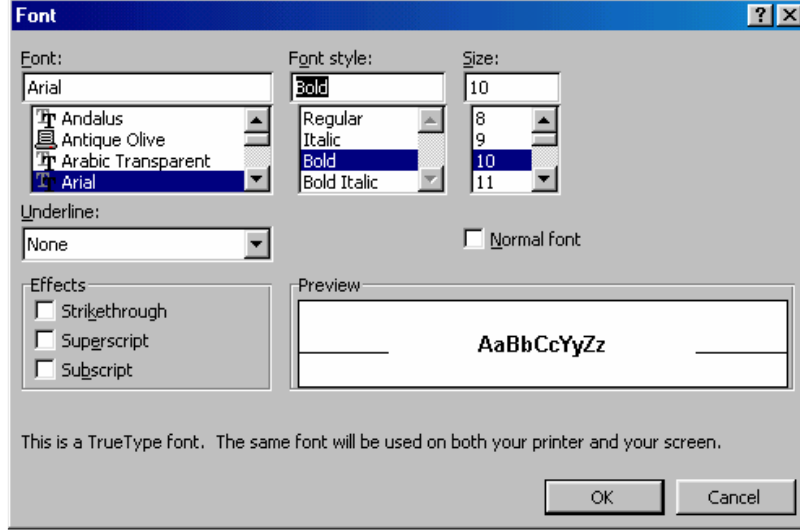 Font
Font: Font style: Size:
Arial Bold 10
Andalus Regular 8
Antique Olive Italic 9
Arabic Transparent Bold 10
Arial Bold Italic 11
Underline:
None Normal font
Effects Preview
Strikethrough
Superscript AaBbCcYyZz
Subscript
This is a TrueType font. The same font will be used on both your printer and your screen.
OK Cancel